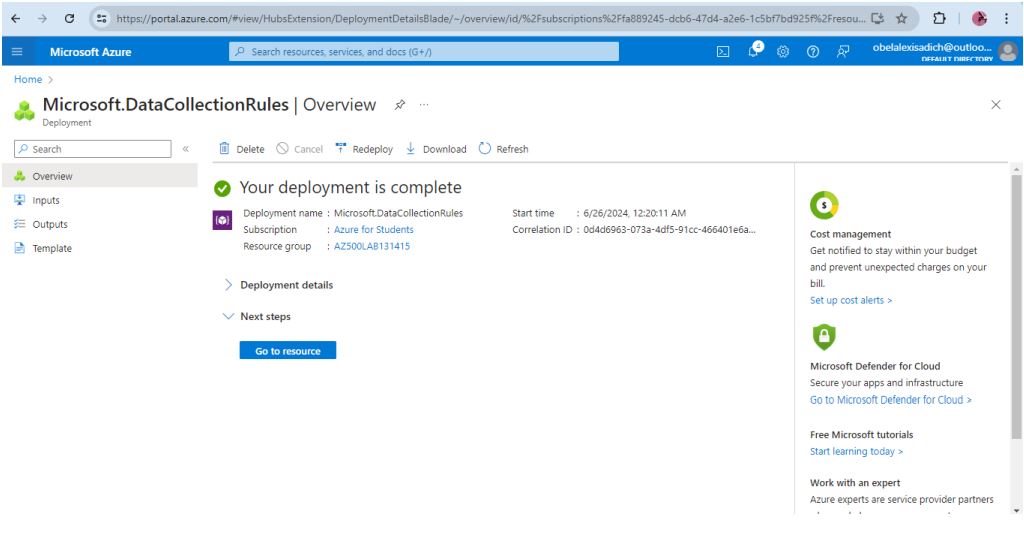 https://portal.azure.com/#view/HubsExtension/DeploymentDetailsBlade/~/overview/id/%2Fsubscriptions%2Ffa889245-dcb6-47d4-a2e6-1c5bf7bd925f%2Fresou...
Microsoft Azure
Search resources, services, and docs (G+/)
4
obelalexisadich@outloo...
DEFAULT DIRECTORY
Home >
Microsoft.DataCollectionRules | Overview
Deployment
Search
«
Delete
Cancel
Redeploy
Download
Refresh
Overview
Inputs
Outputs
Template
Your deployment is complete
Deployment name : Microsoft.DataCollectionRules
Subscription : Azure for Students
Resource group : AZ500LAB131415
Start time : 6/26/2024, 12:20:11 AM
Correlation ID : 0d4d6963-073a-4df5-91cc-466401e6a...
Deployment details
Next steps
Go to resource
Cost management
Get notified to stay within your budget
and prevent unexpected charges on your
bill.
Set up cost alerts >
Microsoft Defender for Cloud
Secure your apps and infrastructure
Go to Microsoft Defender for Cloud >
Free Microsoft tutorials
Start learning today >
Work with an expert
Azure experts are service provider partners